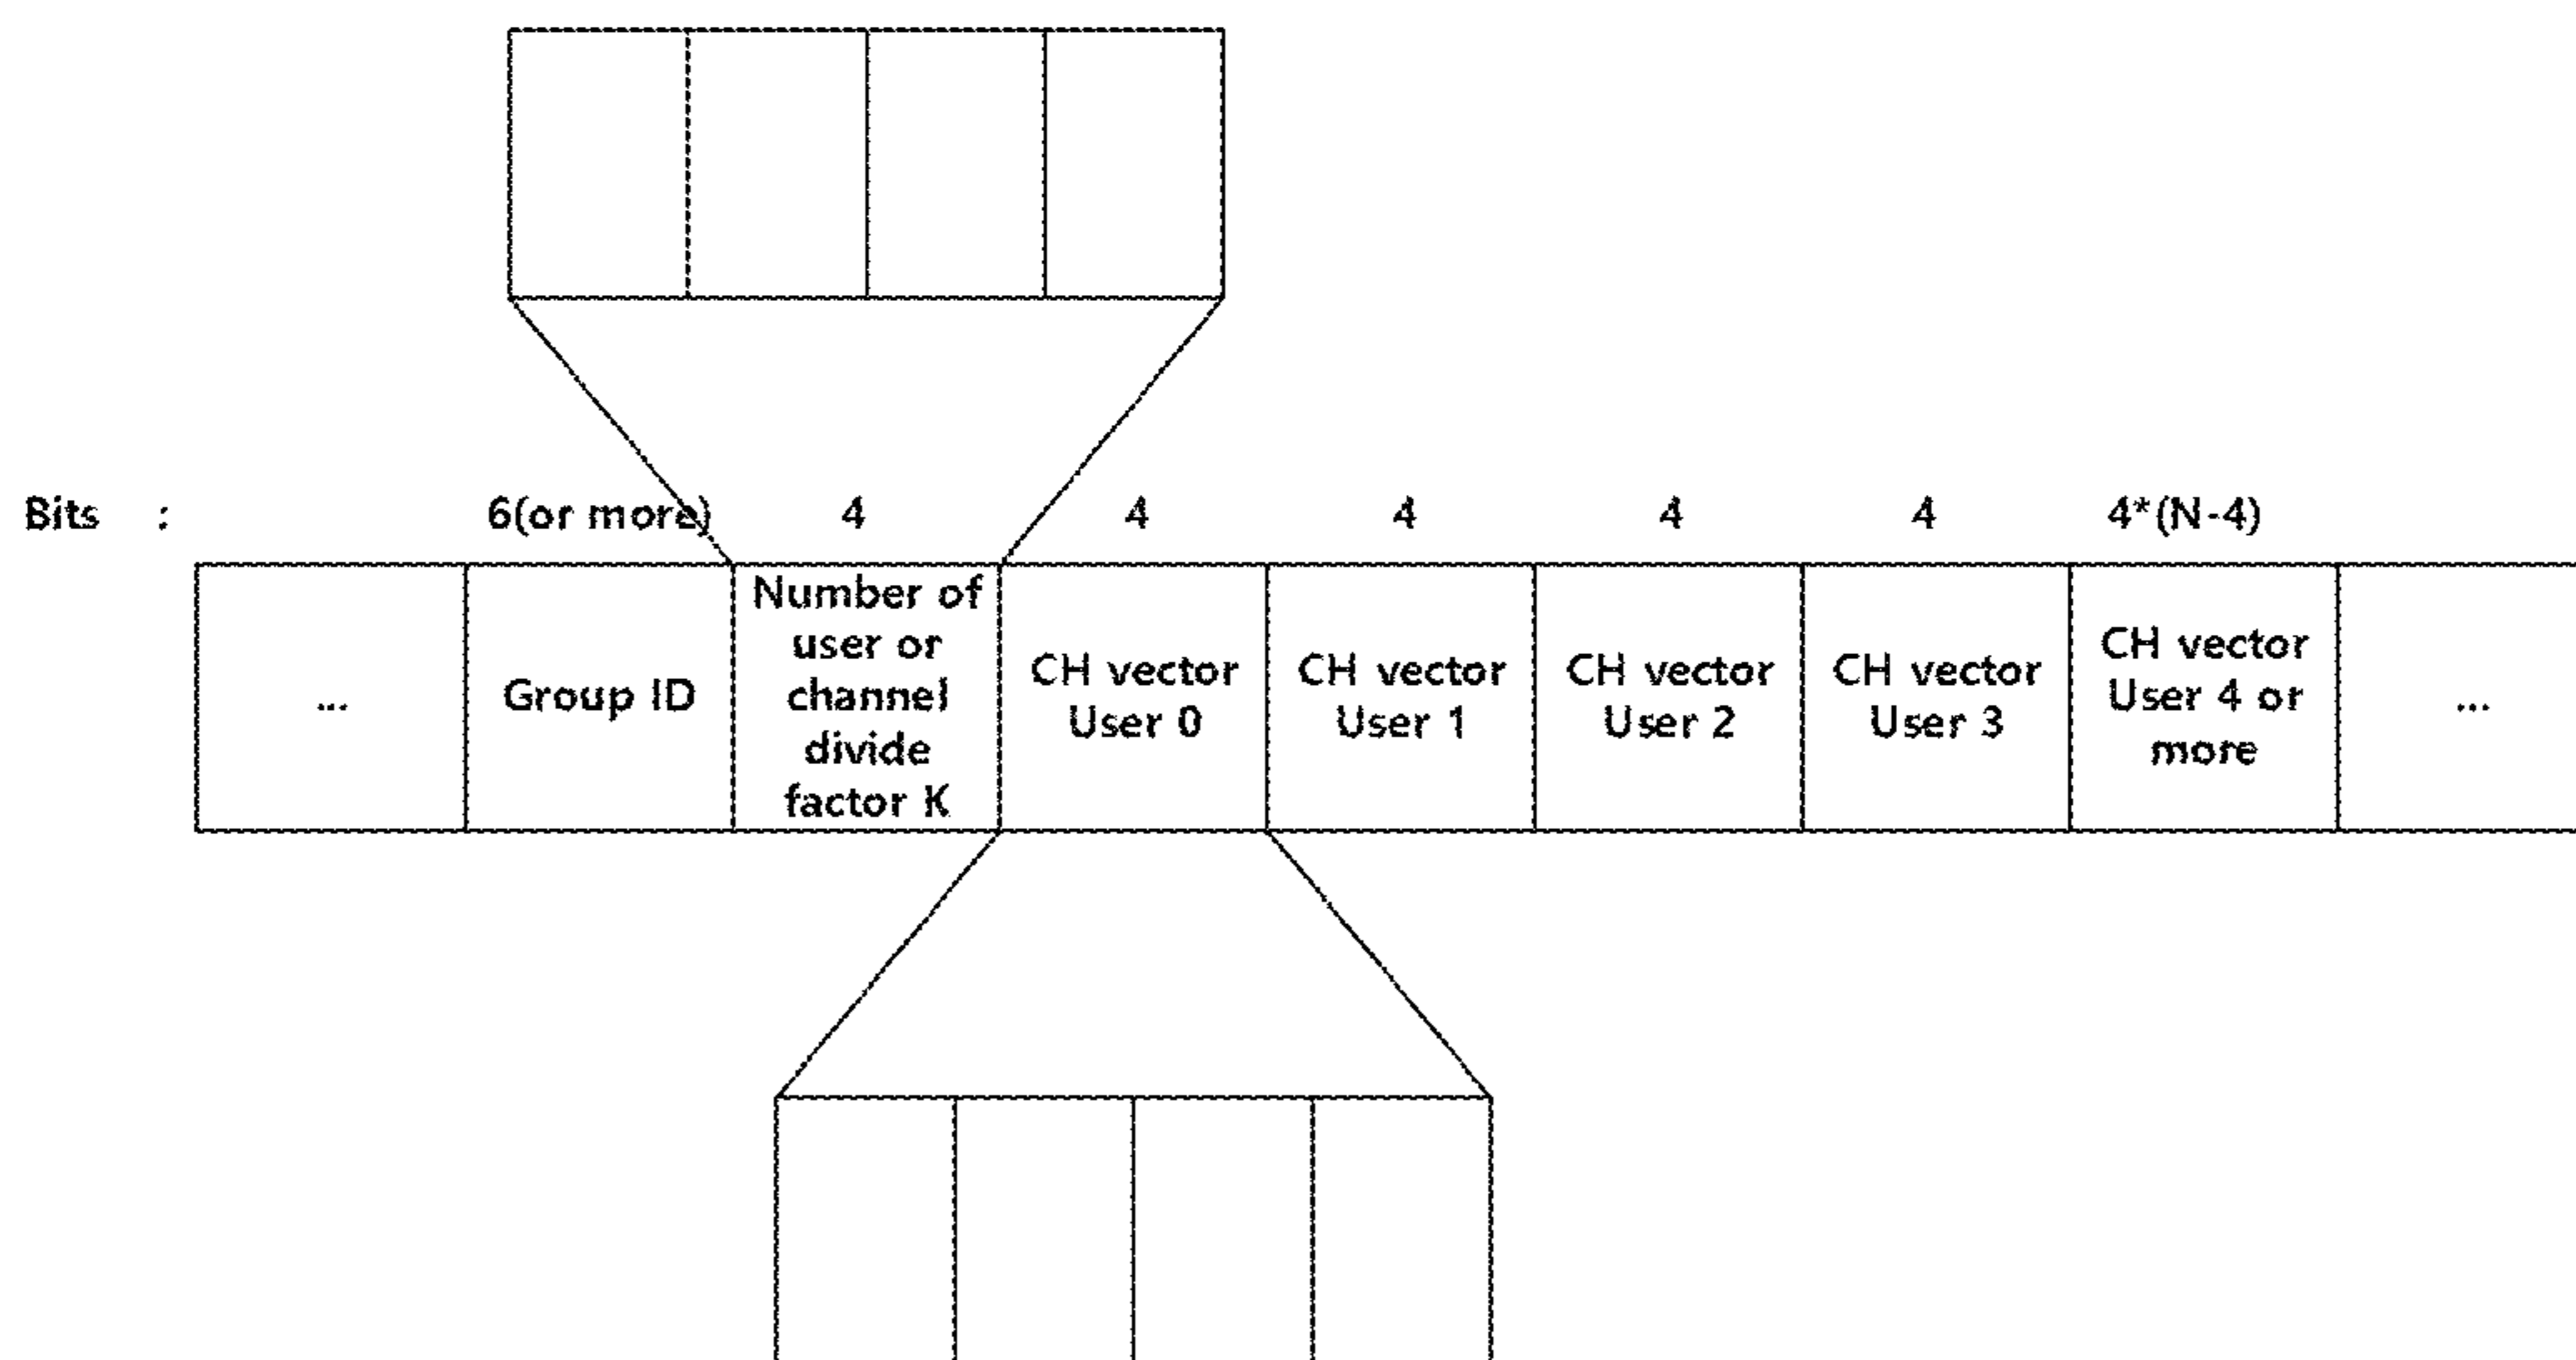 Bits : 6(or more) 4 4 4 4 4 4*(N-4)
...
Group ID
Number of
user or
channel
divide
factor K
CH vector
User 0
CH vector
User 1
CH vector
User 2
CH vector
User 3
CH vector
User 4 or
more
...